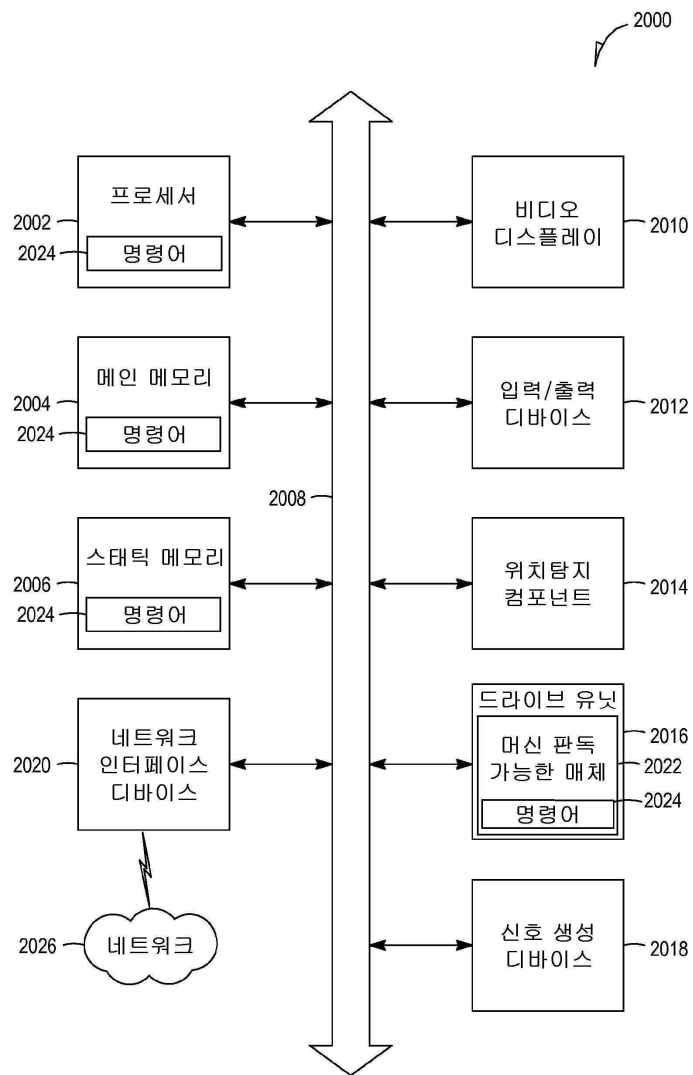 2000
프로세서
2002
2024
명령어
비디오
디스플레이
2010
메인 메모리
2004
2024
명령어
입력/출력
디바이스
2012
2008
스태틱 메모리
2006
2024
명령어
위치탐지
컴포넌트
2014
네트워크
인터페이스
디바이스
2020
드라이브 유닛
2016
머신 판독
가능한 매체
2022
2024
명령어
2026
네트워크
신호 생성
디바이스
2018